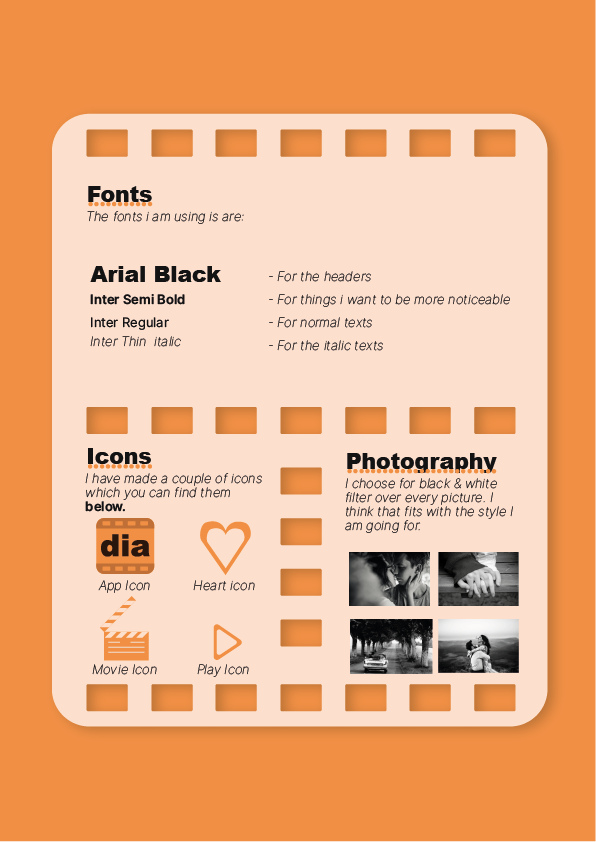 Fonts
The fonts i am using is are:
Arial Black
- For the headers
Inter Semi Bold
- For things i want to be more noticeable
Inter Regular
- For normal texts
Inter Thin italic
- For the italic texts
Icons
I have made a couple of icons
which you can find them
below.
dia
App Icon
Heart icon
Movie Icon
Play Icon
Photography
I choose for black & white
filter over every picture. I
think that fits with the style I
am going for.